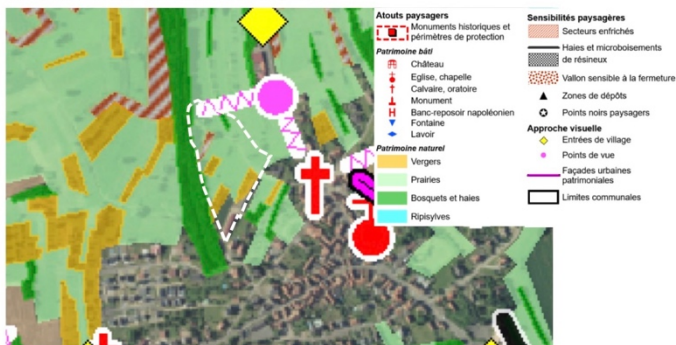 Atouts paysagers
Monuments historiques et
périmètres de protection
Patrimoine bâti
Château
Eglise, chapelle
Calvaire, oratoire
Monument
Banc-reposoir napoléonien
Fontaine
Lavoir
Patrimoine naturel
Vergers
Prairies
Bosquets et haies
Ripisylves
Sensibilités paysagères
Secteurs enfrichés
Haies et microboisements
de résineux
Vallon sensible à la fermeture
Zones de dépôts
Points noirs paysagers
Approche visuelle
Entrées de village
Points de vue
Façades urbaines
patrimoniales
Limites communales